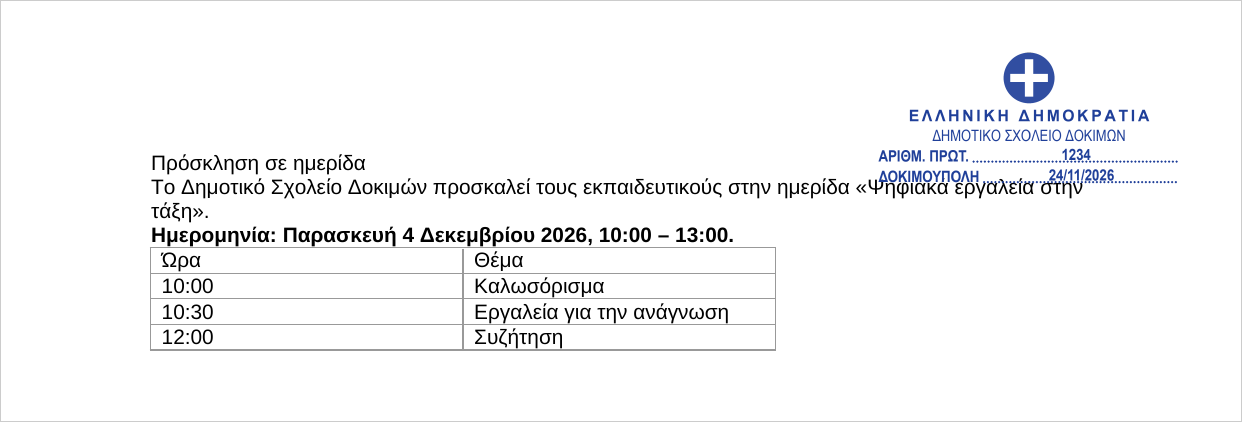 ΕΛΛΗΝΙΚΗ ΔΗΜΟΚΡΑΤΙΑ
ΔΗΜΟΤΙΚΟ ΣΧΟΛΕΙΟ ΔΟΚΙΜΩΝ
ΑΡΙΘΜ. ΠΡΩΤ. 1234
ΔΟΚΙΜΟΥΠΟΛΗ 24/11/2026
Πρόσκληση σε ημερίδα
Το Δημοτικό Σχολείο Δοκιμών προσκαλεί τους εκπαιδευτικούς στην ημερίδα «Ψηφιακά εργαλεία στην
τάξη».
Ημερομηνία: Παρασκευή 4 Δεκεμβρίου 2026, 10:00 – 13:00.
Ώρα Θέμα
10:00 Καλωσόρισμα
10:30 Εργαλεία για την ανάγνωση
12:00 Συζήτηση